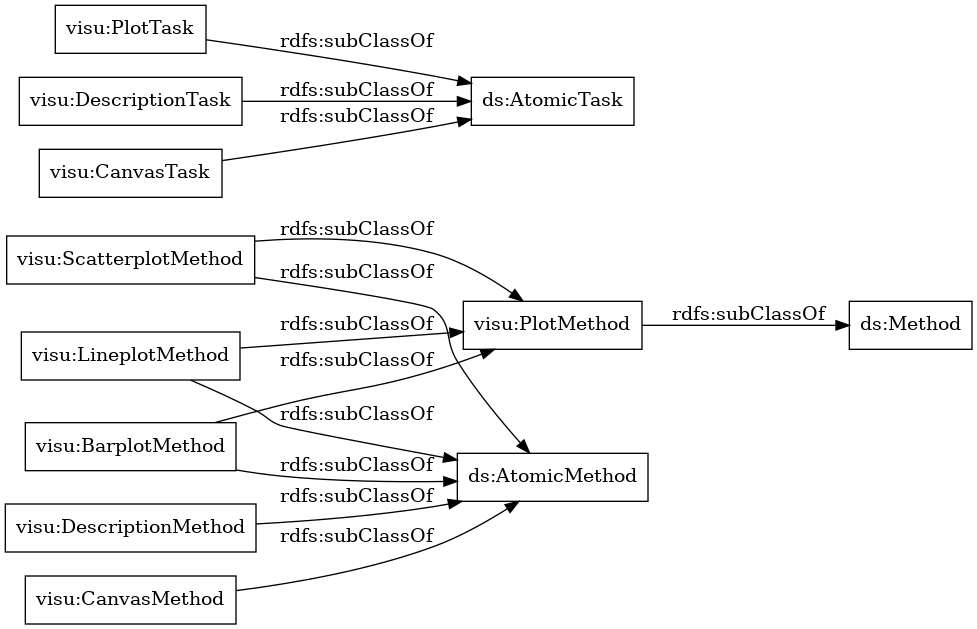 visu:PlotTask
rdfs:subClassOf
visu:DescriptionTask
rdfs:subClassOf
ds:AtomicTask
rdfs:subClassOf
visu:CanvasTask
rdfs:subClassOf
visu:ScatterplotMethod
rdfs:subClassOf
rdfs:subClassOf
visu:PlotMethod
rdfs:subClassOf
ds:Method
visu:LineplotMethod
rdfs:subClassOf
rdfs:subClassOf
visu:BarplotMethod
rdfs:subClassOf
ds:AtomicMethod
rdfs:subClassOf
visu:DescriptionMethod
rdfs:subClassOf
visu:CanvasMethod